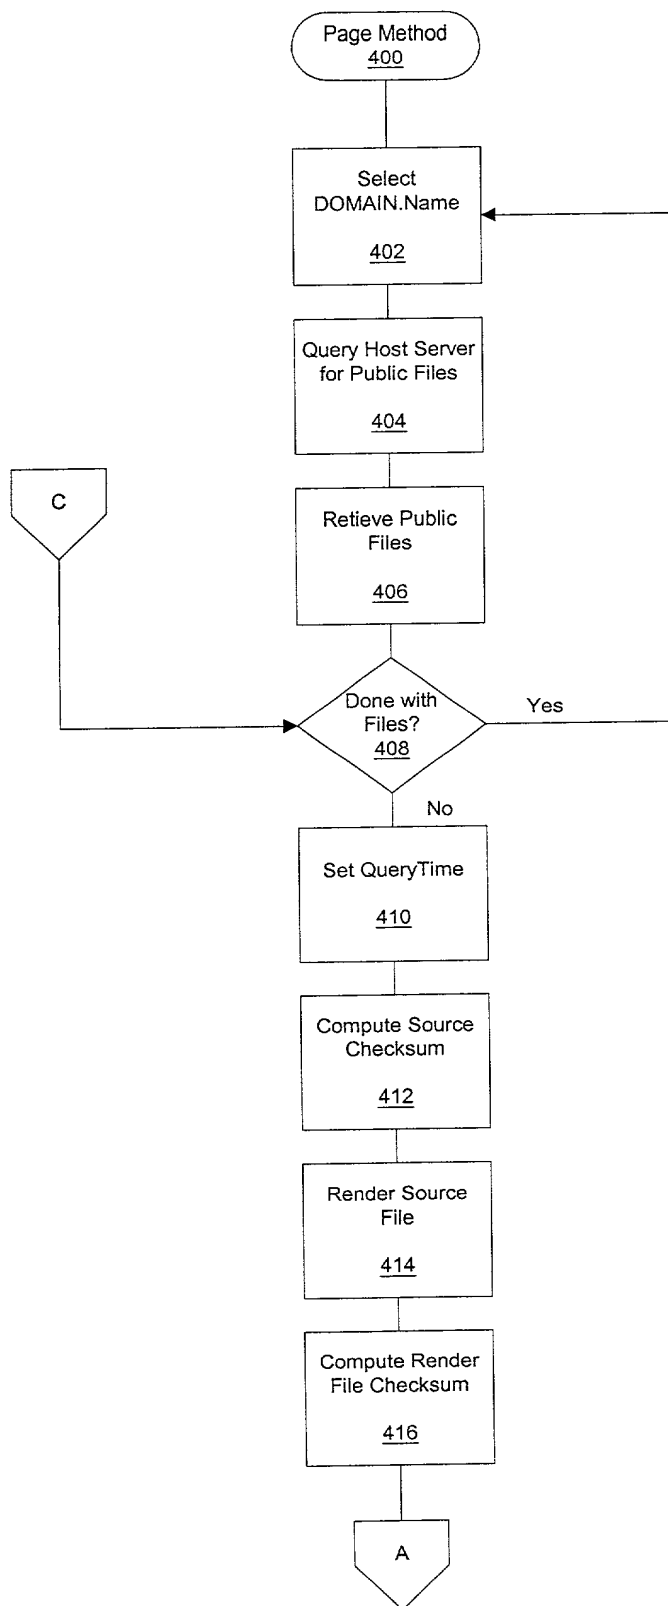 Page Method
400
Select
DOMAIN.Name
402
Query Host Server
for Public Files
404
C
Retieve Public
Files
406
Done with
Files?
408
Yes
No
Set QueryTime
410
Compute Source
Checksum
412
Render Source
File
414
Compute Render
File Checksum
416
A